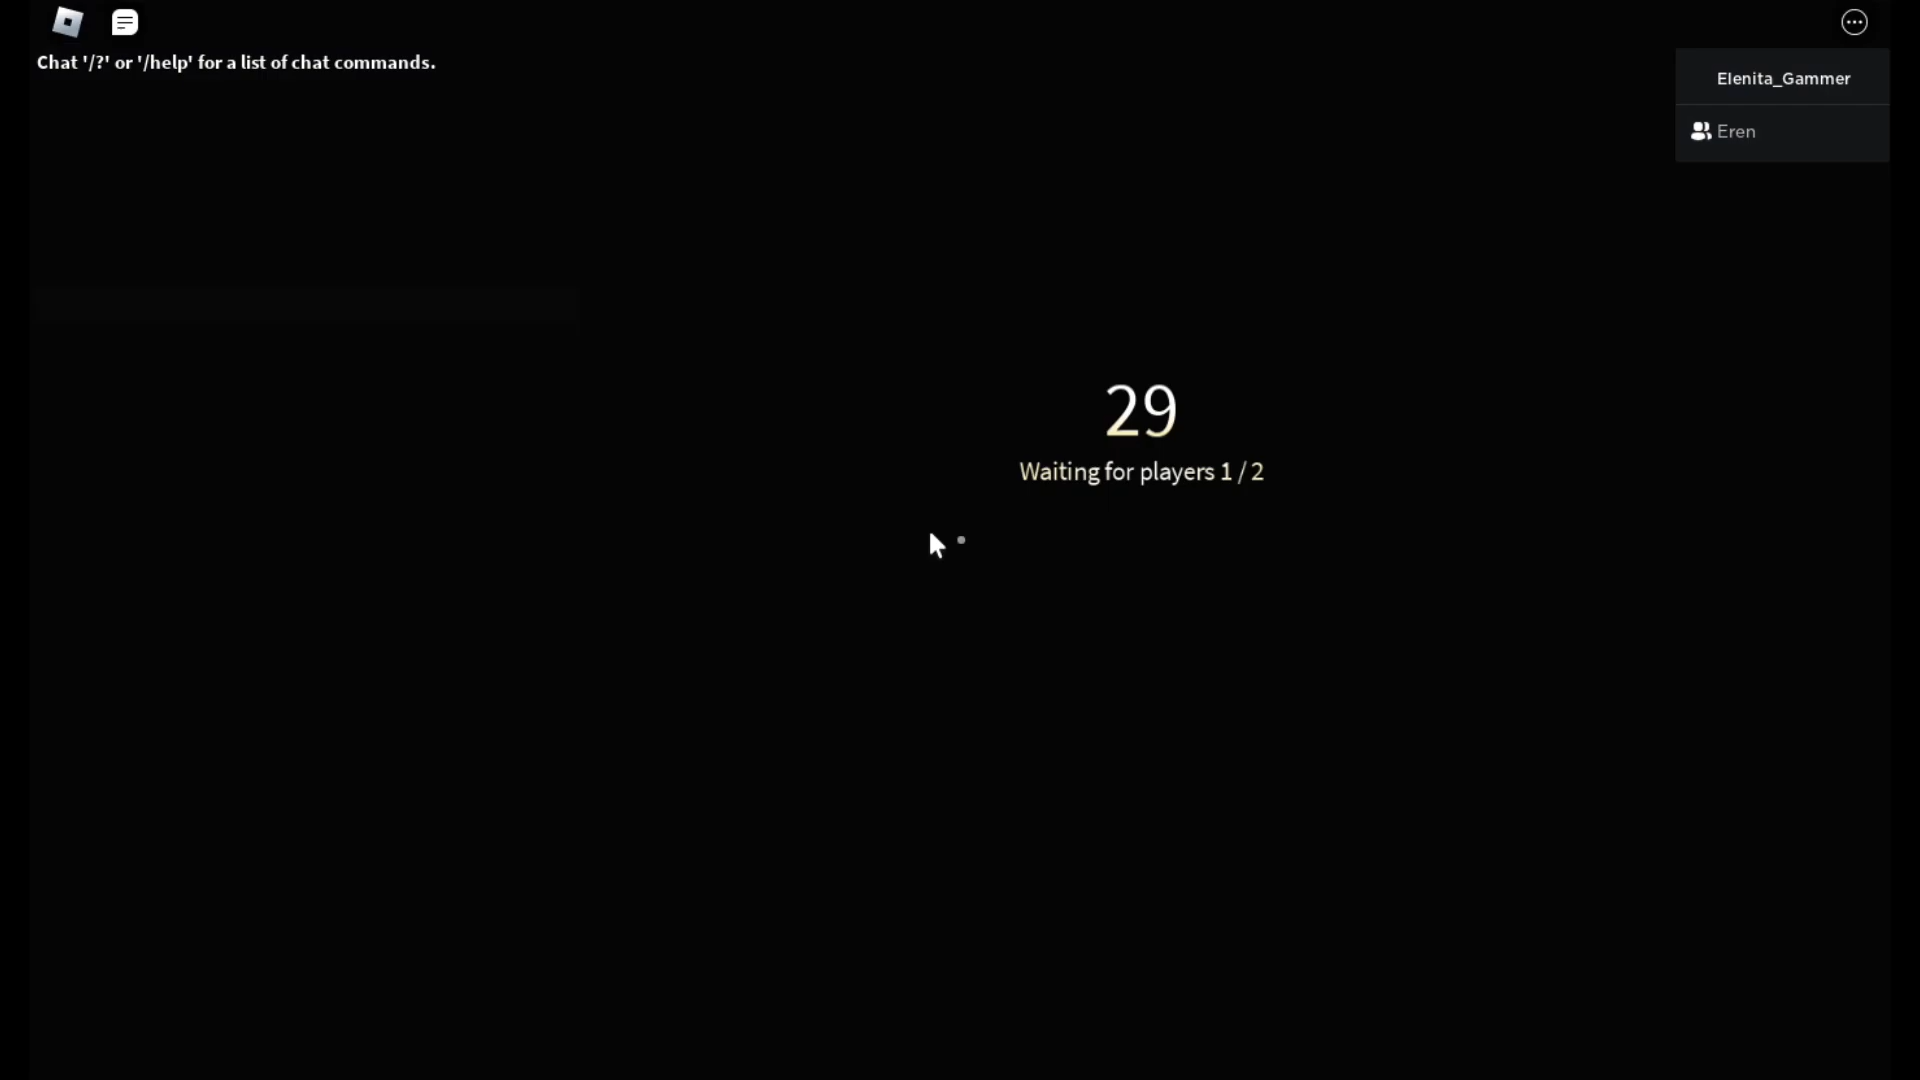 Chat '/?' or '/help' for a list of chat commands.
Elenita_Gammer
Eren
29
Waiting for players 1 / 2